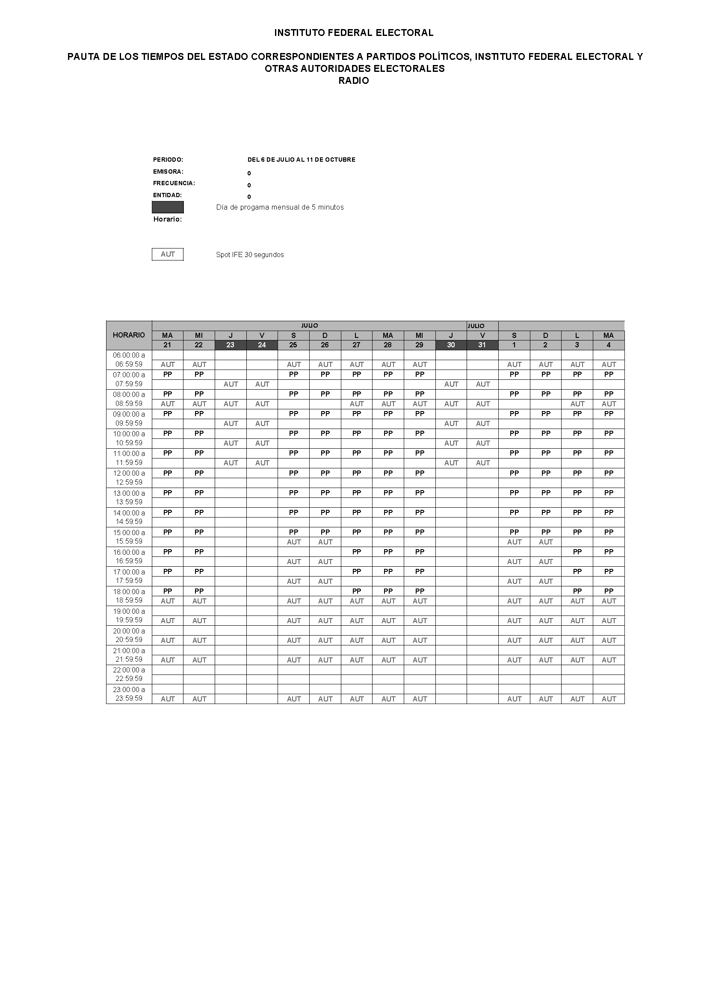 INSTITUTO FEDERAL ELECTORAL
PAUTA DE LOS TIEMPOS DEL ESTADO CORRESPONDIENTES A PARTIDOS POLÍTICOS, INSTITUTO FEDERAL ELECTORAL Y
OTRAS AUTORIDADES ELECTORALES
RADIO
PERIODO: DEL 6 DE JULIO AL 11 DE OCTUBRE
EMISORA: 0
FRECUENCIA: 0
ENTIDAD: 0
Día de progama mensual de 5 minutos
Horario:
AUT Spot IFE 30 segundos
JULIO JULIO
HORARIO MA MI J V S D L MA MI J V S D L MA
21 22 23 24 25 26 27 28 29 30 31 1 2 3 4
06:00:00 a
06:59:59 AUT AUT AUT AUT AUT AUT AUT AUT AUT AUT AUT
07:00:00 a PP PP PP PP PP PP PP PP PP PP PP
07:59:59 AUT AUT AUT AUT
08:00:00 a PP PP PP PP PP PP PP PP PP PP PP
08:59:59 AUT AUT AUT AUT AUT AUT AUT AUT AUT AUT AUT
09:00:00 a PP PP PP PP PP PP PP PP PP PP PP
09:59:59 AUT AUT AUT AUT
10:00:00 a PP PP PP PP PP PP PP PP PP PP PP
10:59:59 AUT AUT AUT AUT
11:00:00 a PP PP PP PP PP PP PP PP PP PP PP
11:59:59 AUT AUT AUT AUT
12:00:00 a PP PP PP PP PP PP PP PP PP PP PP
12:59:59
13:00:00 a PP PP PP PP PP PP PP PP PP PP PP
13:59:59
14:00:00 a PP PP PP PP PP PP PP PP PP PP PP
14:59:59
15:00:00 a PP PP PP PP PP PP PP PP PP PP PP
15:59:59 AUT AUT AUT AUT
16:00:00 a PP PP PP PP PP PP PP
16:59:59 AUT AUT AUT AUT
17:00:00 a PP PP PP PP PP PP PP
17:59:59 AUT AUT AUT AUT
18:00:00 a PP PP PP PP PP PP PP
18:59:59 AUT AUT AUT AUT AUT AUT AUT AUT AUT AUT AUT
19:00:00 a
19:59:59 AUT AUT AUT AUT AUT AUT AUT AUT AUT AUT AUT
20:00:00 a
20:59:59 AUT AUT AUT AUT AUT AUT AUT AUT AUT AUT AUT
21:00:00 a
21:59:59 AUT AUT AUT AUT AUT AUT AUT AUT AUT AUT AUT
22:00:00 a
22:59:59
23:00:00 a
23:59:59 AUT AUT AUT AUT AUT AUT AUT AUT AUT AUT AUT